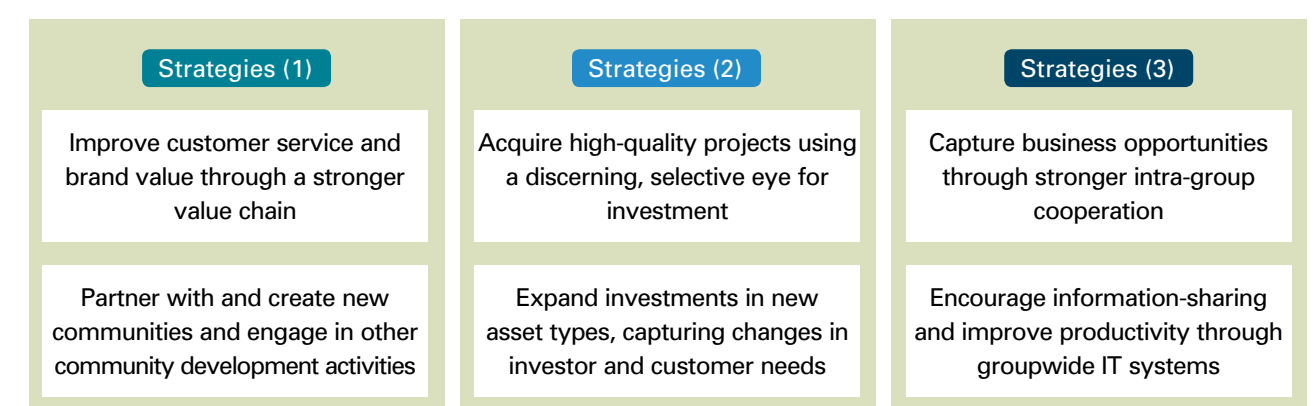 Strategies (1)
Improve customer service and
brand value through a stronger
value chain
Partner with and create new
communities and engage in other
community development activities
Strategies (2)
Acquire high-quality projects using
a discerning, selective eye for
investment
Expand investments in new
asset types, capturing changes in
investor and customer needs
Strategies (3)
Capture business opportunities
through stronger intra-group
cooperation
Encourage information-sharing
and improve productivity through
groupwide IT systems